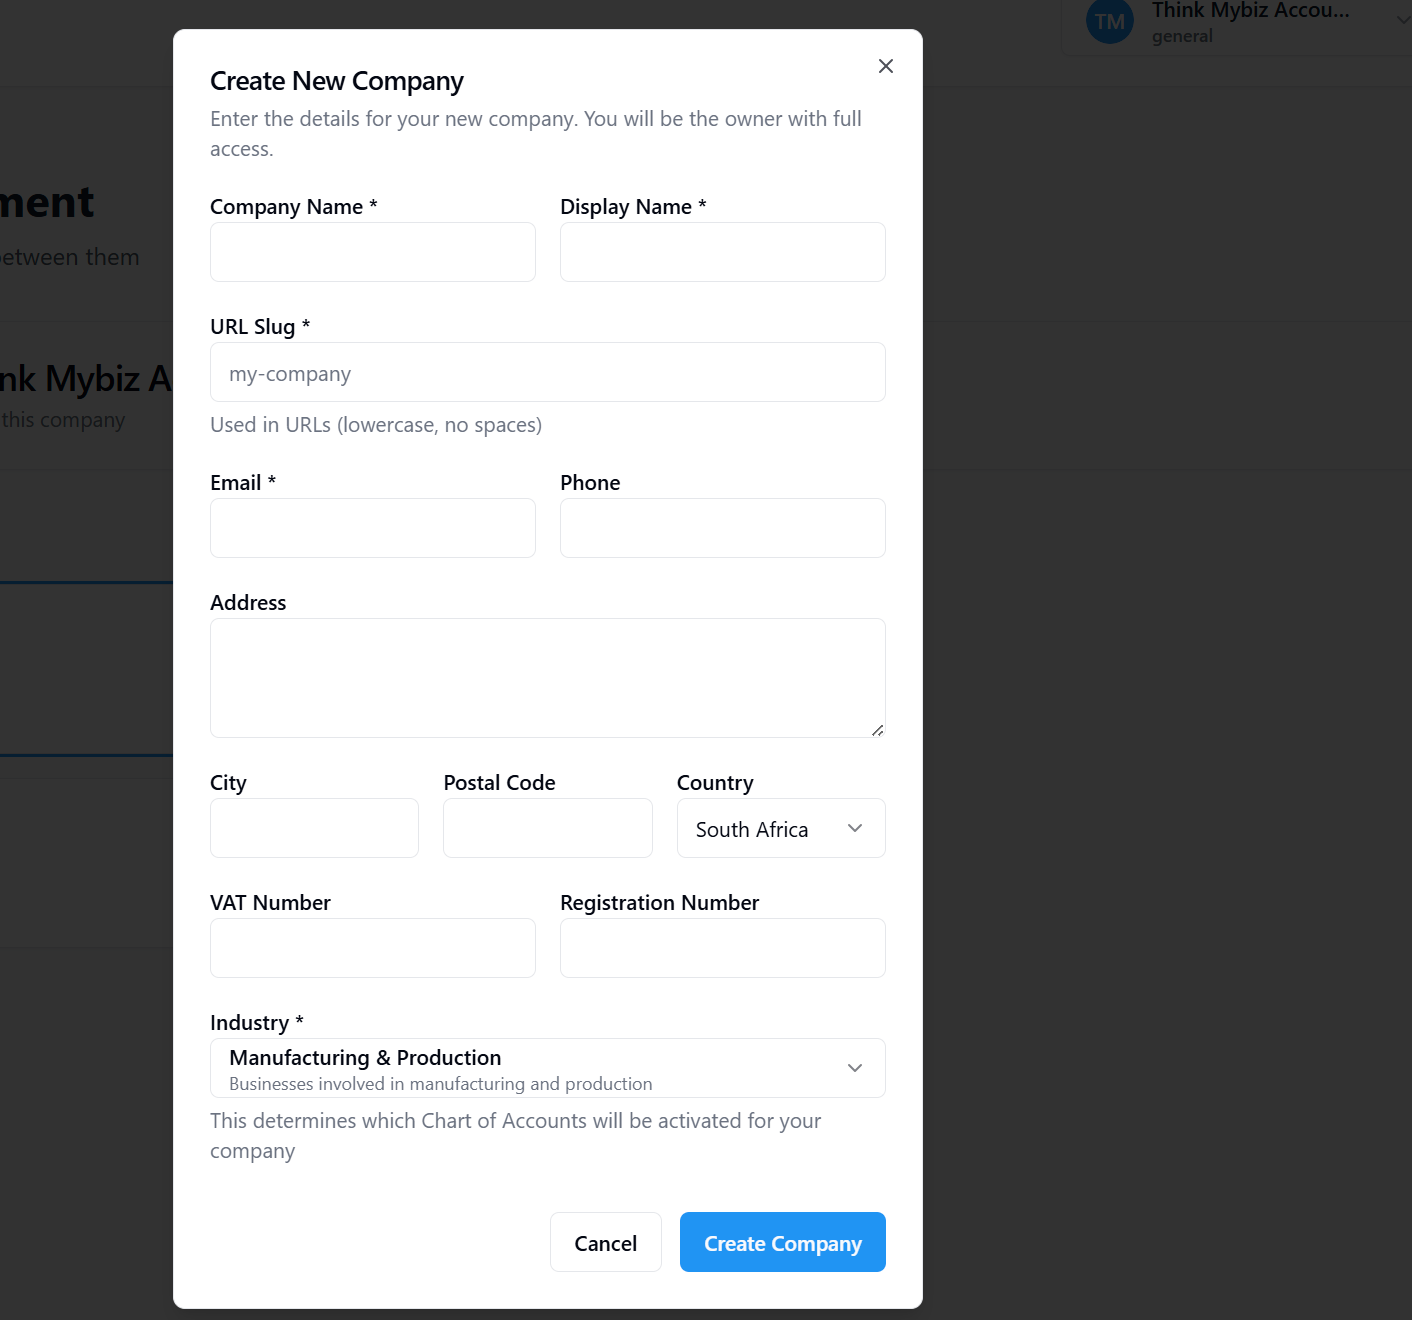 TM
Think Mybiz Accou...
general
Create New Company
Enter the details for your new company. You will be the owner with full
access.
ment
between them
Company Name *
Display Name *
URL Slug *
my-company
Used in URLs (lowercase, no spaces)
nk Mybiz A
this company
Email *
Phone
Address
City
Postal Code
Country
South Africa
VAT Number
Registration Number
Industry *
Manufacturing & Production
Businesses involved in manufacturing and production
This determines which Chart of Accounts will be activated for your
company
Cancel
Create Company